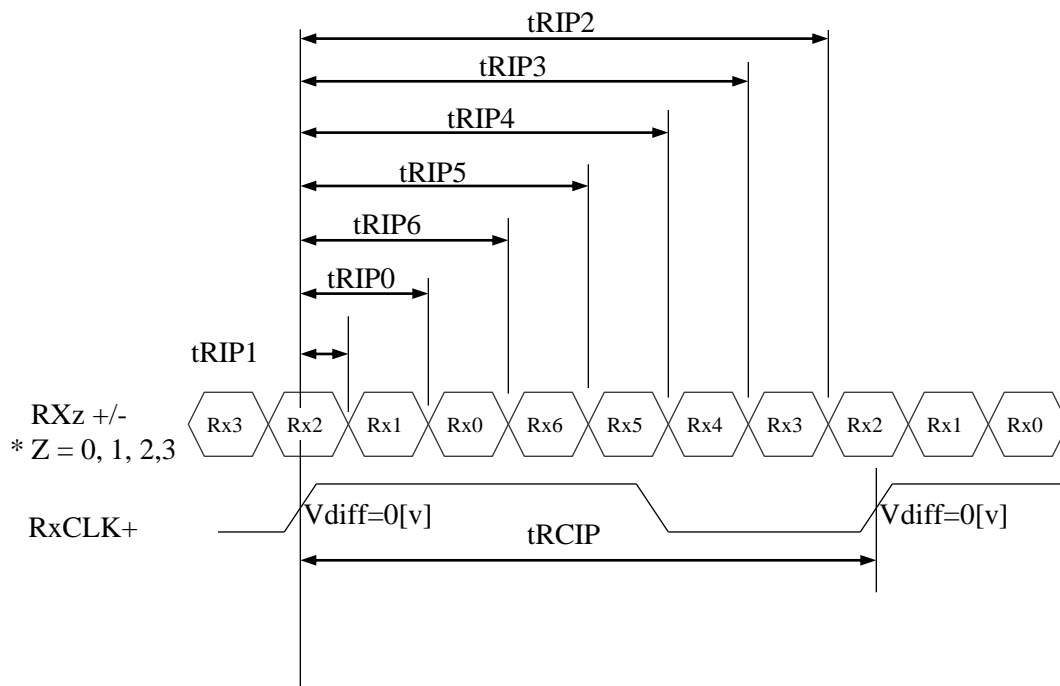 tRIP2
tRIP3
tRIP4
tRIP5
tRIP6
tRIP0
tRIP1
RXz +/-
* Z = 0, 1, 2,3
Rx3 Rx2 Rx1 Rx0 Rx6 Rx5 Rx4 Rx3 Rx2 Rx1 Rx0
RxCLK+
Vdiff=0[v] Vdiff=0[v]
tRCIP